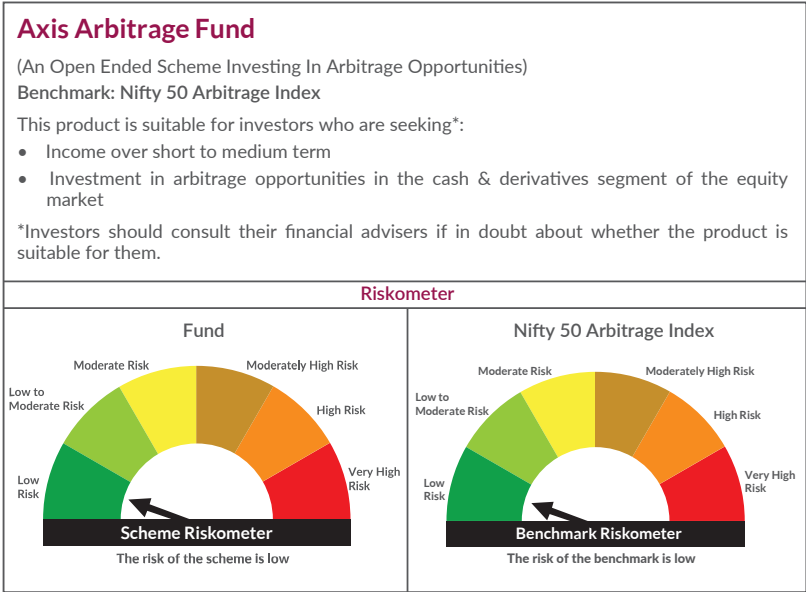 Axis Arbitrage Fund
(An Open Ended Scheme Investing In Arbitrage Opportunities)
Benchmark: Nifty 50 Arbitrage Index
This product is suitable for investors who are seeking*:
• Income over short to medium term
• Investment in arbitrage opportunities in the cash & derivatives segment of the equity
market
*Investors should consult their financial advisers if in doubt about whether the product is
suitable for them.
Riskometer
Fund
Low
Risk
Low to
Moderate Risk
Moderate Risk
Moderately High Risk
High Risk
Very High
Risk
Scheme Riskometer
The risk of the scheme is low
Nifty 50 Arbitrage Index
Low
Risk
Low to
Moderate Risk
Moderate Risk
Moderately High Risk
High Risk
Very High
Risk
Benchmark Riskometer
The risk of the benchmark is low